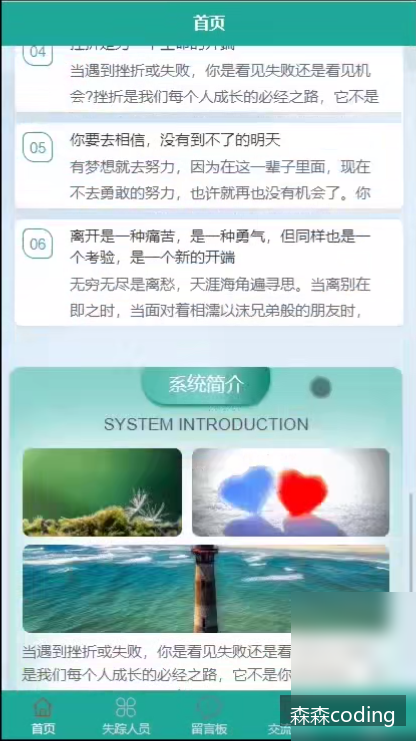 首页
04
当遇到挫折或失败，你是看见失败还是看见机
会?挫折是我们每个人成长的必经之路，它不是
05
你要去相信，没有到不了的明天
有梦想就去努力，因为在这一辈子里面，现在
不去勇敢的努力，也许就再也没有机会了。你
06
离开是一种痛苦，是一种勇气，但同样也是一
个考验，是一个新的开端
无穷无尽是离愁，天涯海角遍寻思。当离别在
即之时，当面对着相濡以沫兄弟般的朋友时，
系统简介
SYSTEM INTRODUCTION
当遇到挫折或失败，你是看见失败还是看
是我们每个人成长的必经之路，它不是你
首页
失踪人员
留言板
交流
森森coding